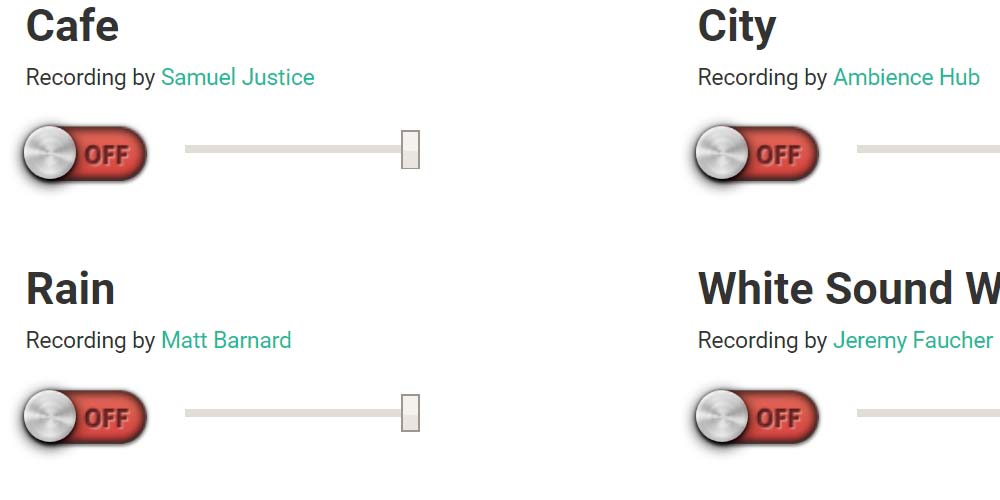 Cafe
Recording by Samuel Justice
OFF
City
Recording by Ambience Hub
OFF
Rain
Recording by Matt Barnard
OFF
White Sound W
Recording by Jeremy Faucher
OFF